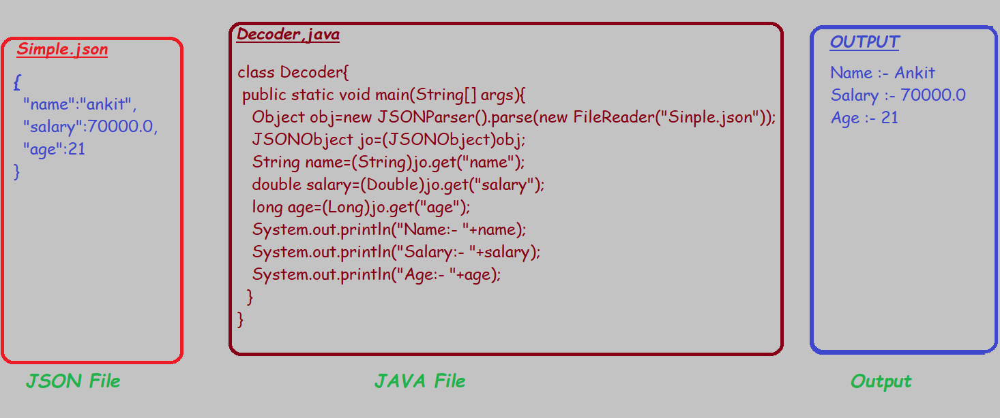 Simple.json
{
"name":"ankit",
"salary":70000.0,
"age":21
}
JSON File
Decoder,java
class Decoder{
public static void main(String[] args){
Object obj=new JSONParser().parse(new FileReader("Sinple.json"));
JSONObject jo=(JSONObject)obj;
String name=(String)jo.get("name");
double salary=(Double)jo.get("salary");
long age=(Long)jo.get("age");
System.out.println("Name:- "+name);
System.out.println("Salary:- "+salary);
System.out.println("Age:- "+age);
}
}
JAVA File
OUTPUT
Name :- Ankit
Salary :- 70000.0
Age :- 21
Output